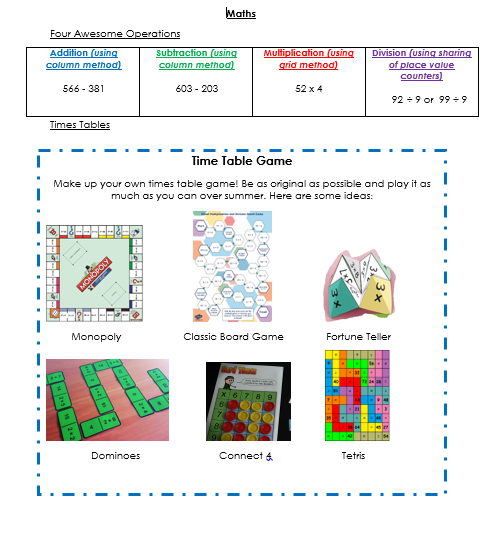 Maths
Four Awesome Operations
Addition (using
column method)
566 - 381
Subtraction (using
column method)
603 - 203
Multiplication (using
grid method)
52 x 4
Division (using sharing
of place value
counters)
92 ÷ 9 or 99 ÷ 9
Times Tables
Time Table Game
Make up your own times table game! Be as original as possible and play it as
much as you can over summer. Here are some ideas:
MONOPOLY
Monopoly
Classic Board Game
Fortune Teller
X 6 7 8 9
Dominoes
Connect 4
Tetris